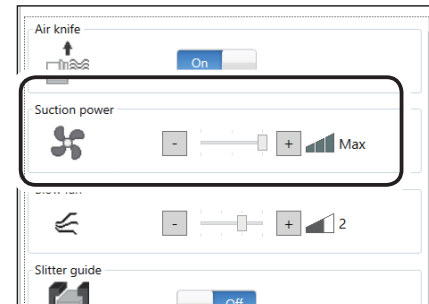 Air knife
On
Suction power
- + Max
- + 2
Slitter guide
Off